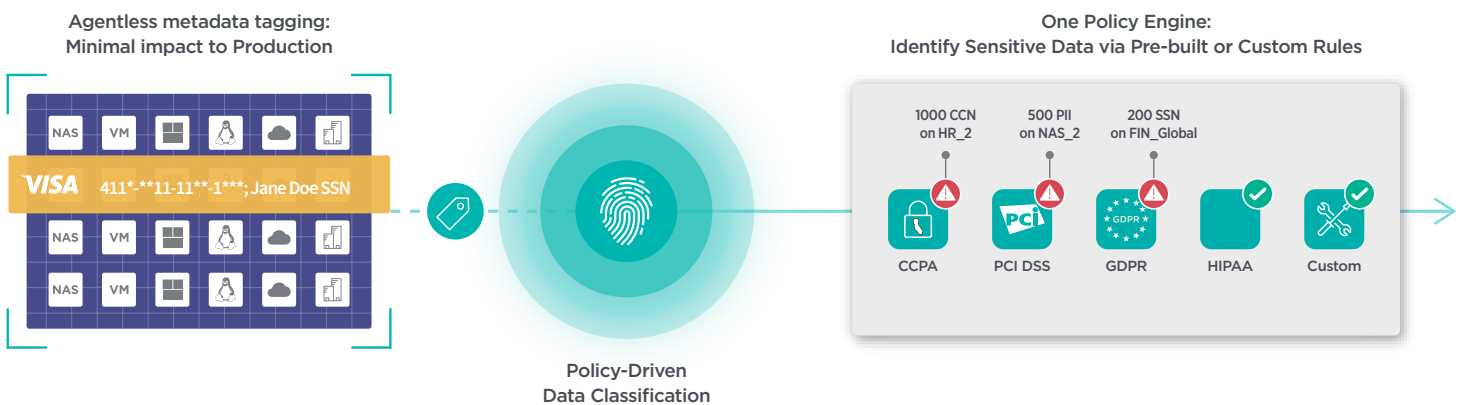 Agentless metadata tagging:
Minimal impact to Production
NAS VM
VISA 411*-**11-11**-1***; Jane Doe SSN
NAS VM
NAS VM
Policy-Driven
Data Classification
One Policy Engine:
Identify Sensitive Data via Pre-built or Custom Rules
1000 CCN
on HR_2
500 PII
on NAS_2
200 SSN
on FIN_Global
PCi
GDPR
CCPA PCI DSS GDPR HIPAA Custom